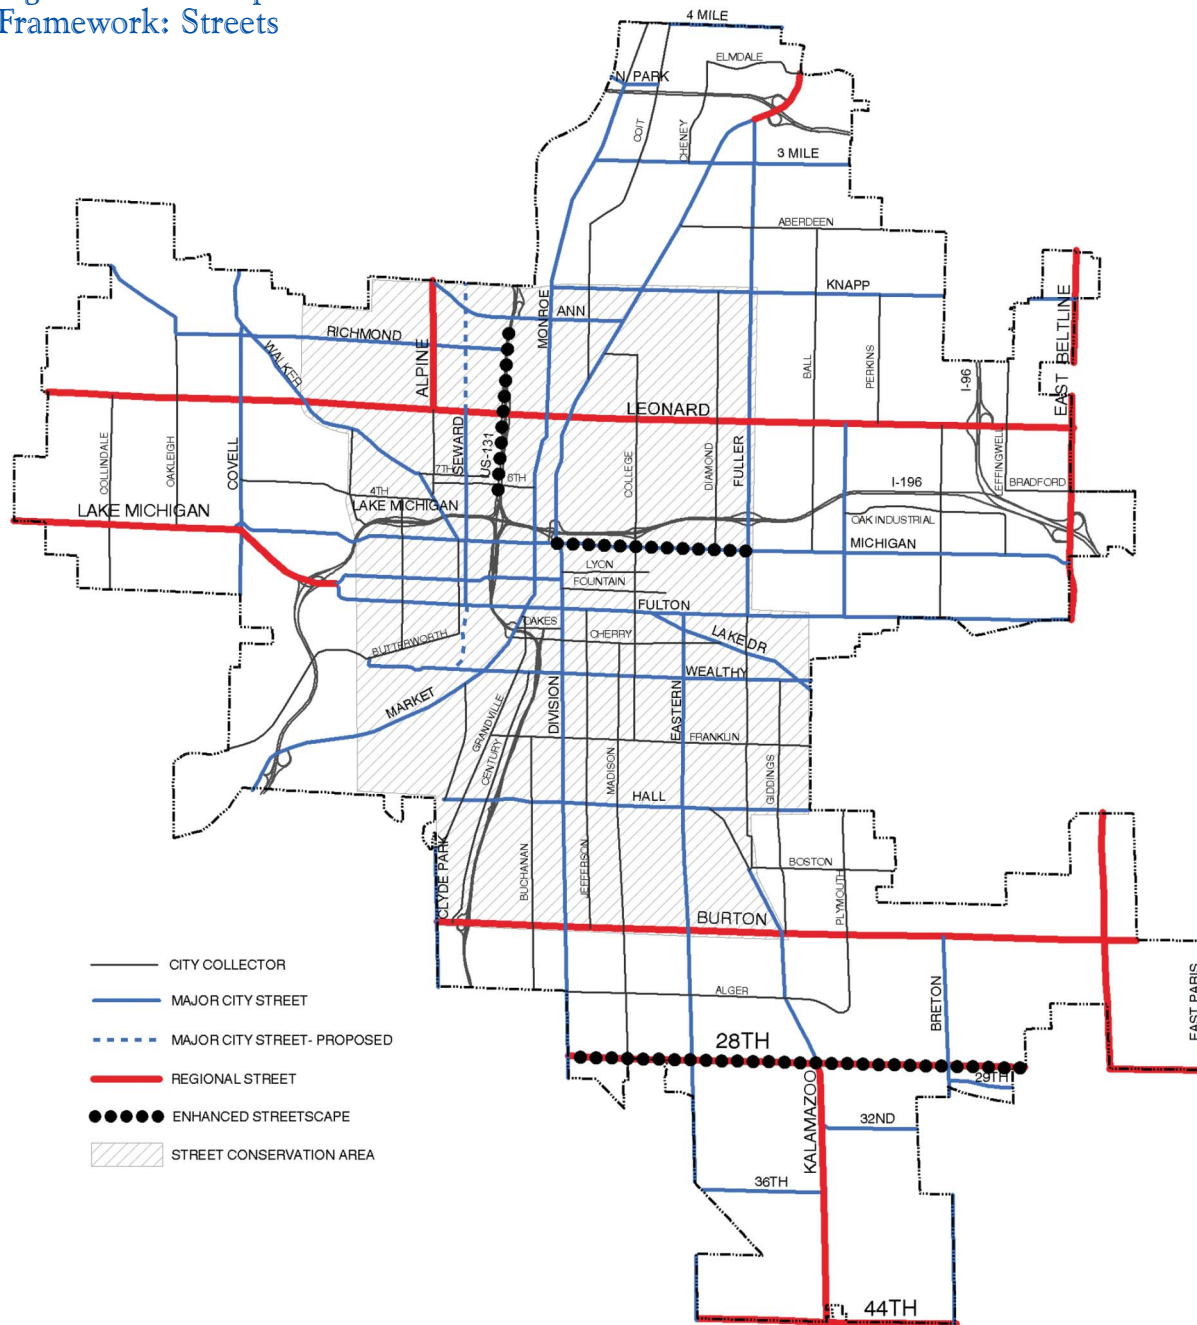 Framework: Streets
4 MILE
ELMDALE
N. PARK
COIT
CHENEY
3 MILE
ABERDEEN
KNAPP
MONROE
ANN
RICHMOND
WALKER
ALPINE
EAST BELTLINE
I-96
BALL
PERKINS
LEONARD
COLLINDALE
OAKLEIGH
COVELL
SEWARD
US-131
7TH
6TH
4TH
COLLEGE
DIAMOND
FULLER
EFFINGWELL
BRADFORD
I-196
LAKE MICHIGAN
LAKE MICHIGAN
OAK INDUSTRIAL
MICHIGAN
LYON
FOUNTAIN
FULTON
OAKES
CHERRY
LAKE DR
BUTTERWORTH
WEALTHY
MARKET
GRANDVILLE
CENTURY
DIVISION
EASTERN
FRANKLIN
MADISON
GIDDINGS
HALL
CLYDE PARK
BUCHANAN
JEFFERSON
BOSTON
PLYMOUTH
BURTON
ALGER
BRETON
EAST PARIS
28TH
29TH
KALAMAZOO
32ND
36TH
44TH
CITY COLLECTOR
MAJOR CITY STREET
MAJOR CITY STREET- PROPOSED
REGIONAL STREET
ENHANCED STREETSCAPE
STREET CONSERVATION AREA